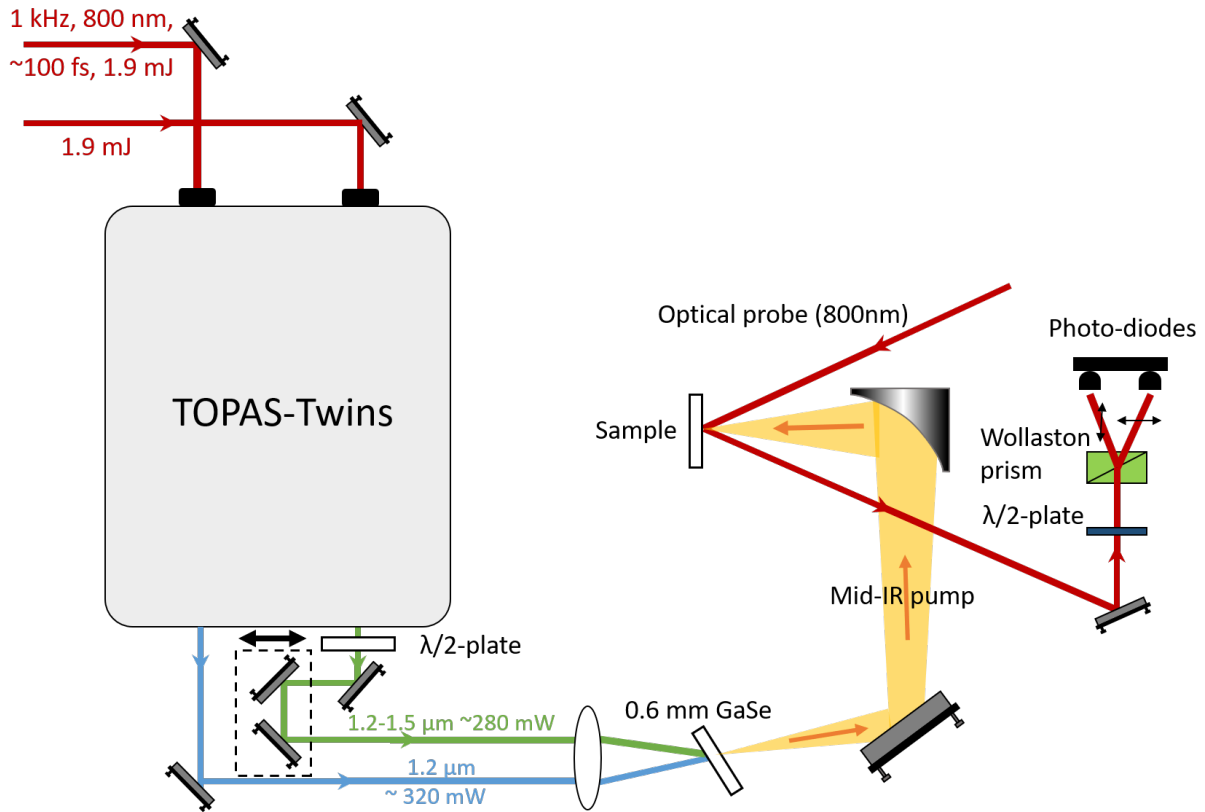 1 kHz, 800 nm,
~100 fs, 1.9 mJ
1.9 mJ
TOPAS-Twins
Optical probe (800nm)
Photo-diodes
Sample
Wollaston
prism
λ/2-plate
Mid-IR pump
λ/2-plate
0.6 mm GaSe
1.2-1.5 μm ~280 mW
1.2 μm
~ 320 mW